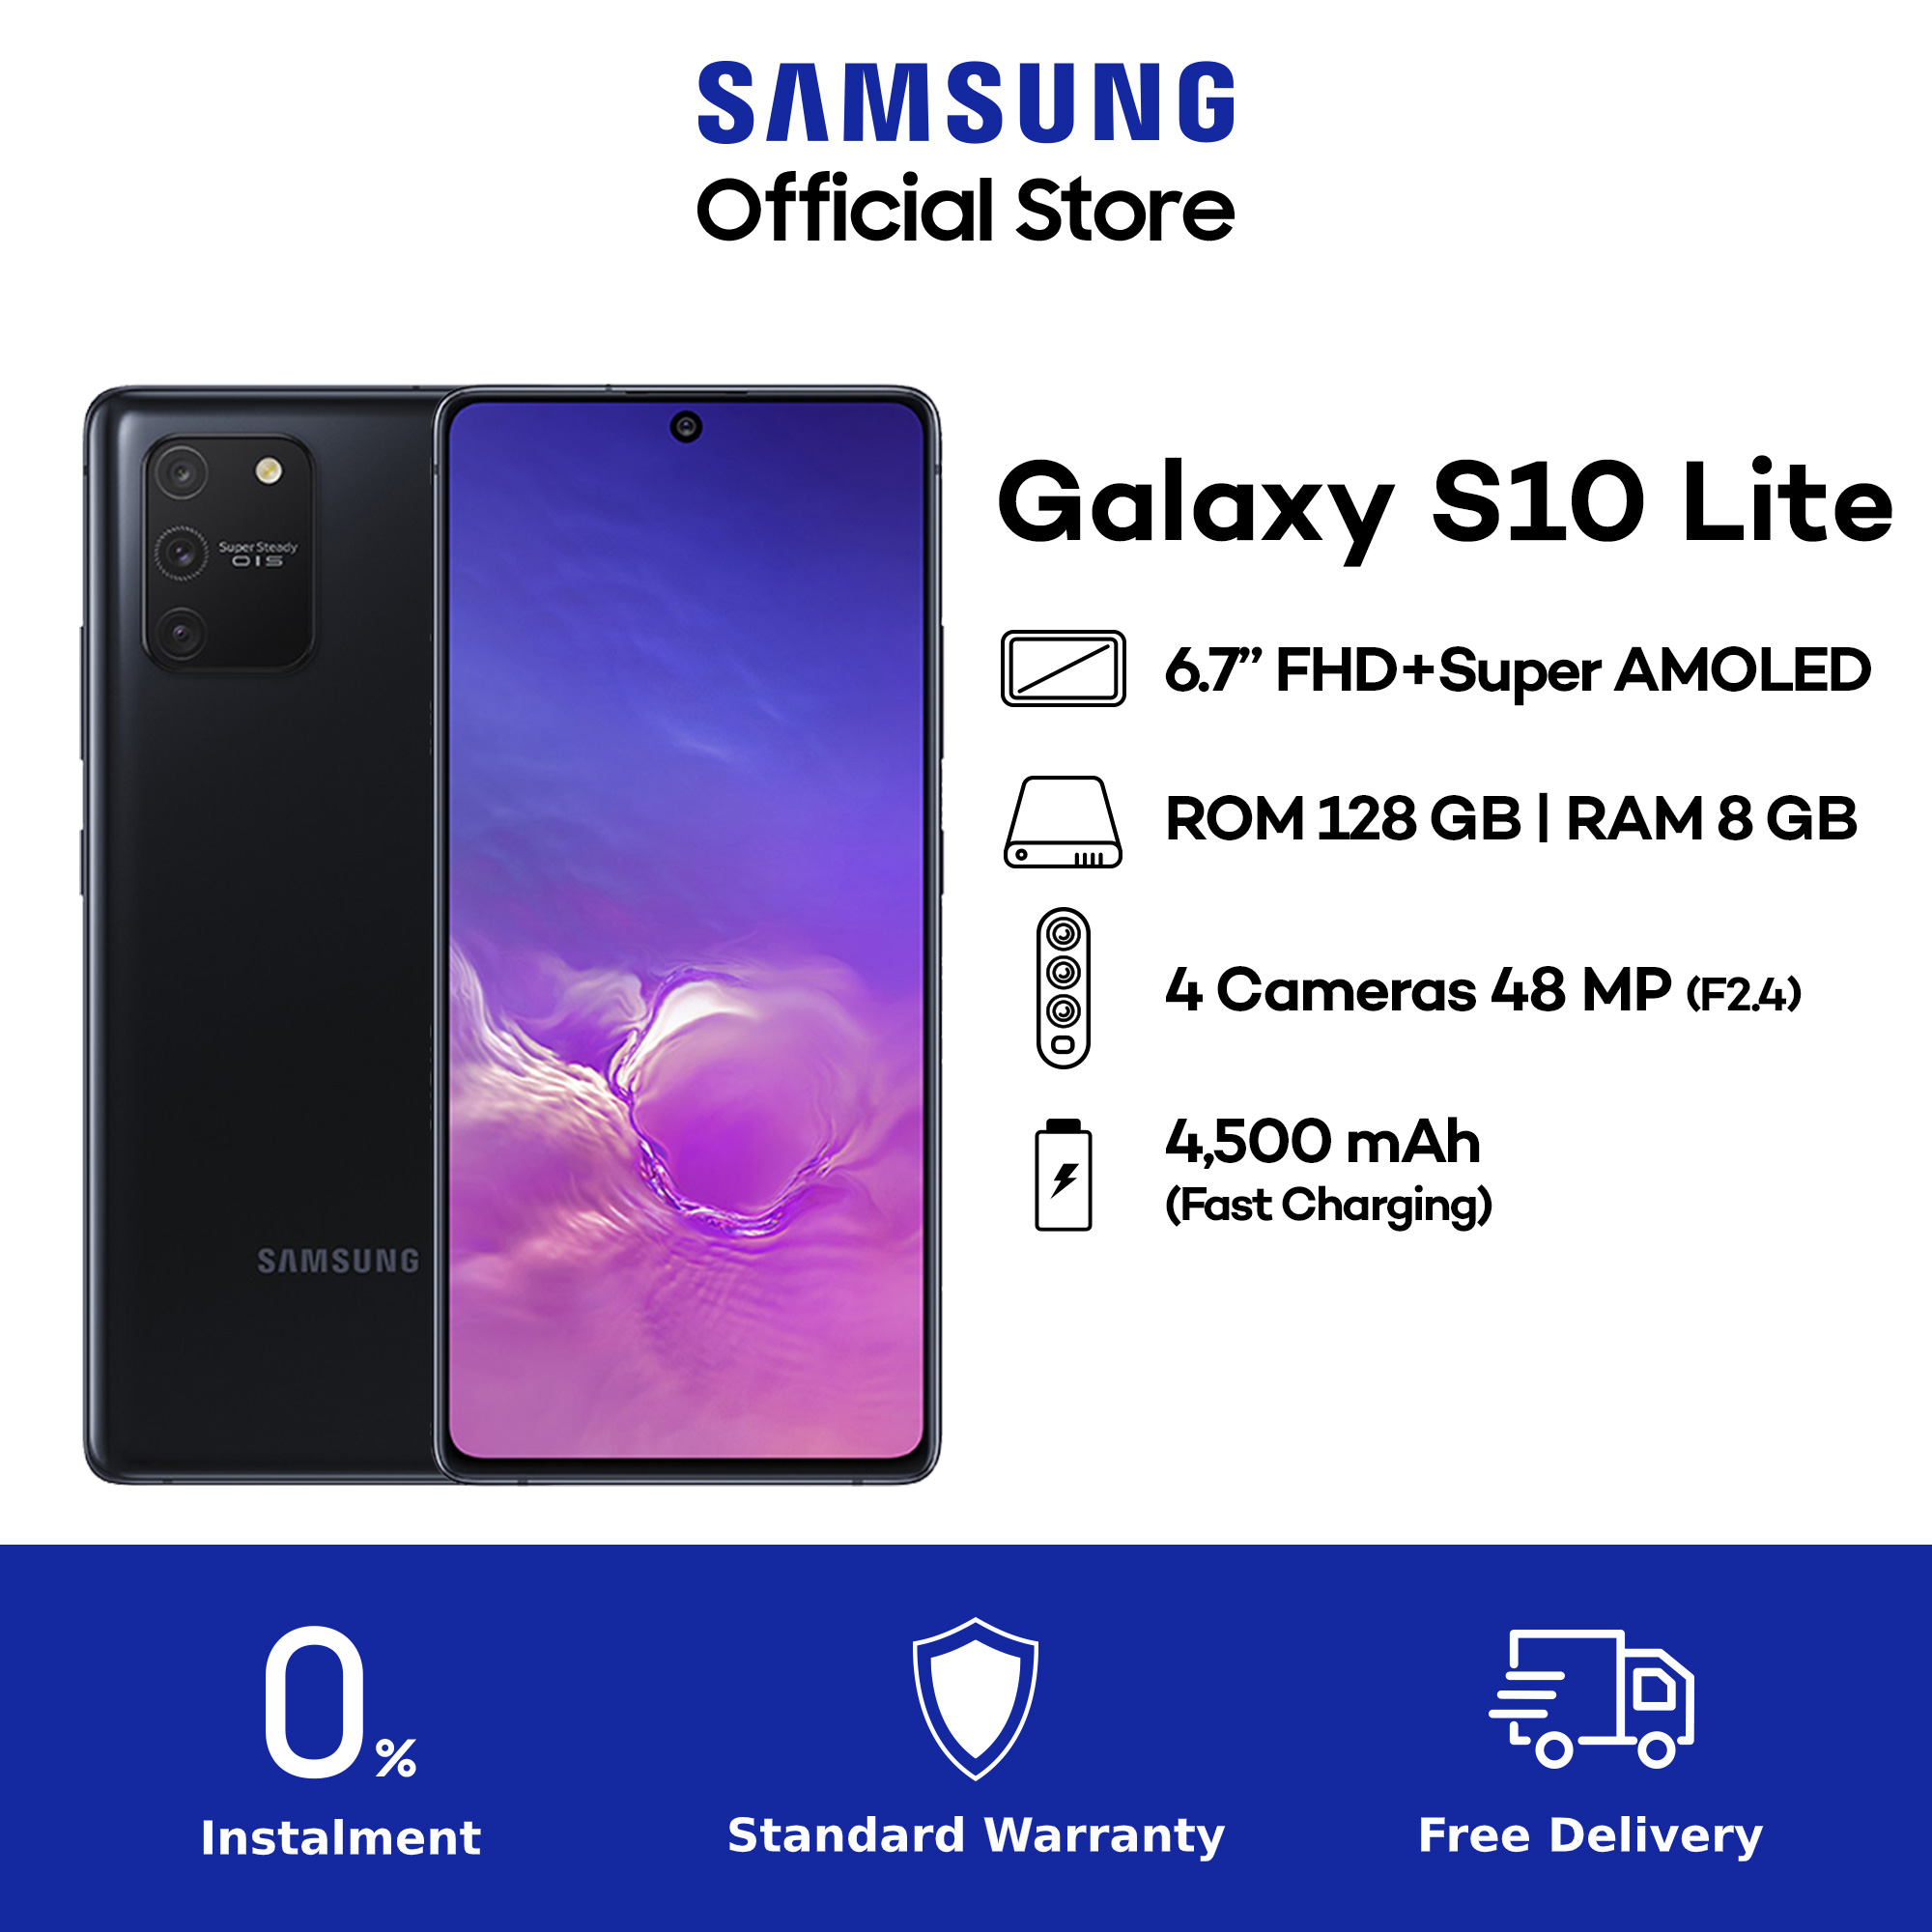 SAMSUNG
Official Store
Super Steady
OIS
SAMSUNG
Galaxy S10 Lite
6.7” FHD+Super AMOLED
ROM 128 GB | RAM 8 GB
4 Cameras 48 MP (F2.4)
4,500 mAh
(Fast Charging)
0%
Instalment
Standard Warranty
Free Delivery